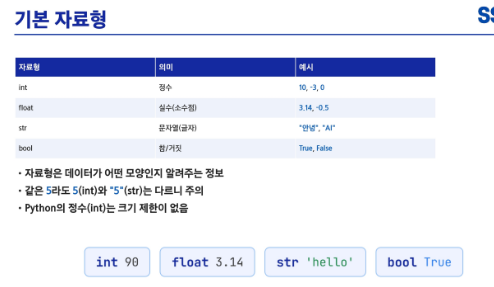 기본 자료형
자료형 의미 예시
int 정수 10, -3, 0
float 실수(소수점) 3.14, -0.5
str 문자열(글자) "안녕", "AI"
bool 참/거짓 True, False
· 자료형은 데이터가 어떤 모양인지 알려주는 정보
· 같은 5라도 5(int)와 "5"(str)는 다르니 주의
· Python의 정수(int)는 크기 제한이 없음
int 90 float 3.14 str 'hello' bool True